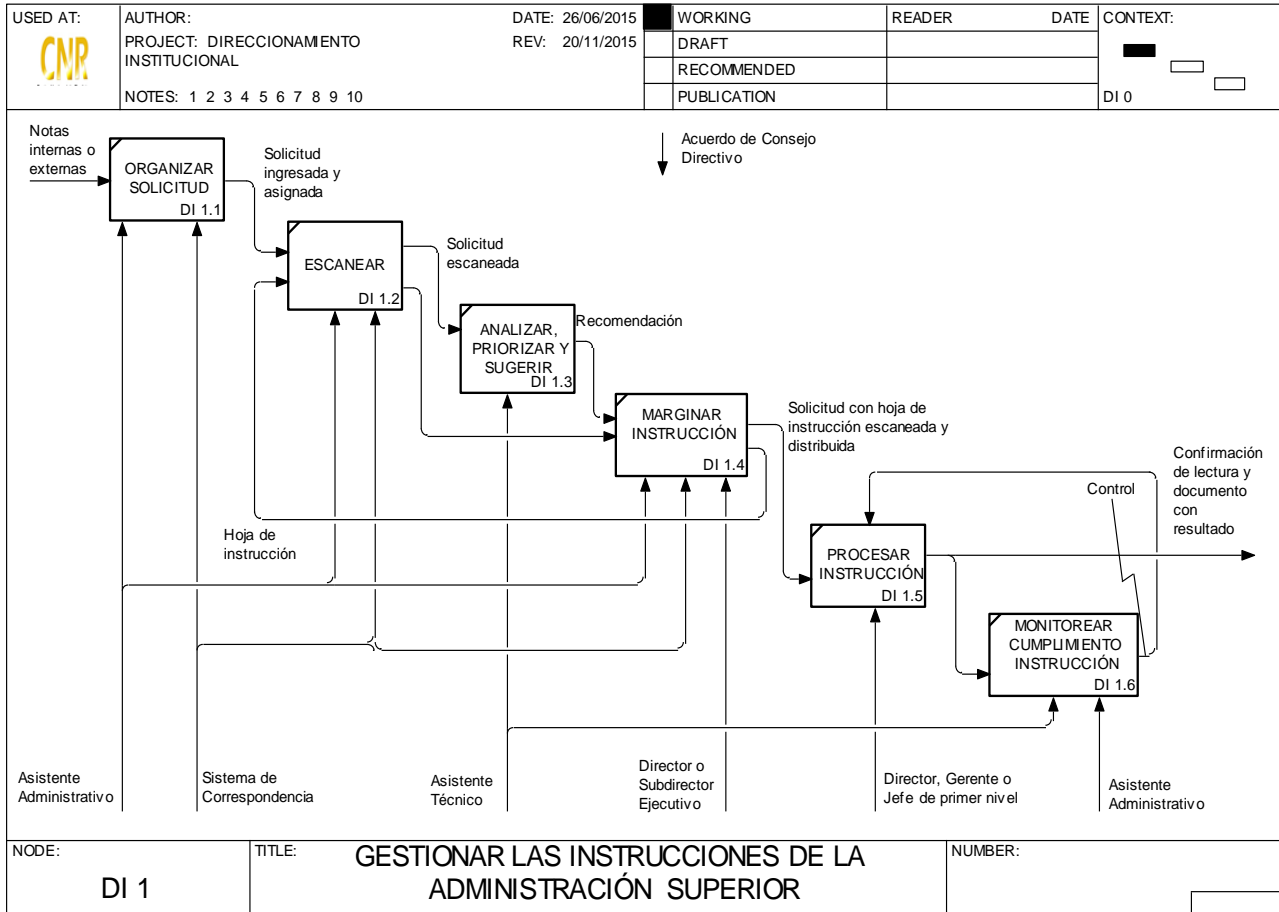 USED AT:
CNR
AUTHOR:
DATE: 26/06/2015
PROJECT: DIRECCIONAMIENTO
INSTITUCIONAL
REV: 20/11/2015
NOTES: 1 2 3 4 5 6 7 8 9 10
WORKING
DRAFT
RECOMMENDED
PUBLICATION
READER
DATE
CONTEXT:
DI 0
Notas
internas o
externas
ORGANIZAR
SOLICITUD
DI 1.1
Solicitud
ingresada y
asignada
Acuerdo de Consejo
Directivo
ESCANEAR
DI 1.2
Solicitud
escaneada
ANALIZAR,
PRIORIZAR Y
SUGERIR
DI 1.3
Recomendación
MARGINAR
INSTRUCCIÓN
DI 1.4
Solicitud con hoja de
instrucción escaneada y
distribuida
Hoja de
instrucción
Confirmación
de lectura y
documento
con
resultado
Control
PROCESAR
INSTRUCCIÓN
DI 1.5
MONITOREAR
CUMPLIMIENTO
INSTRUCCIÓN
DI 1.6
Asistente
Administrativo
Sistema de
Correspondencia
Asistente
Técnico
Director o
Subdirector
Ejecutivo
Director, Gerente o
Jefe de primer nivel
Asistente
Administrativo
NODE:
DI 1
TITLE:
GESTIONAR LAS INSTRUCCIONES DE LA
ADMINISTRACIÓN SUPERIOR
NUMBER: